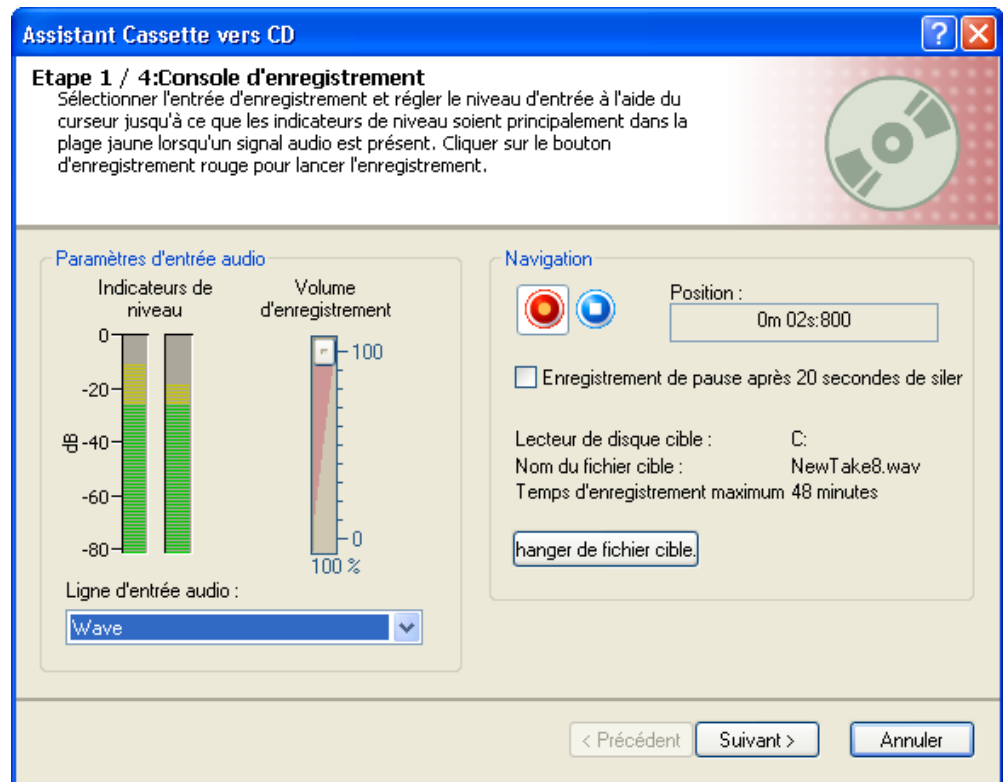 Assistant Cassette vers CD
Etape 1 / 4:Console d'enregistrement
Sélectionner l'entrée d'enregistrement et régler le niveau d'entrée à l'aide du
curseur jusqu'à ce que les indicateurs de niveau soient principalement dans la
plage jaune lorsqu'un signal audio est présent. Cliquer sur le bouton
d'enregistrement rouge pour lancer l'enregistrement.
Paramètres d'entrée audio
Indicateurs de
niveau
Volume
d'enregistrement
0
-20
-40
-60
-80
dB
100
0
100 %
Ligne d'entrée audio :
Wave
Navigation
Position :
0m 02s:800
Enregistrement de pause après 20 secondes de siler
Lecteur de disque cible : C:
Nom du fichier cible : NewTake8.wav
Temps d'enregistrement maximum 48 minutes
hanger de fichier cible.
< Précédent
Suivant >
Annuler